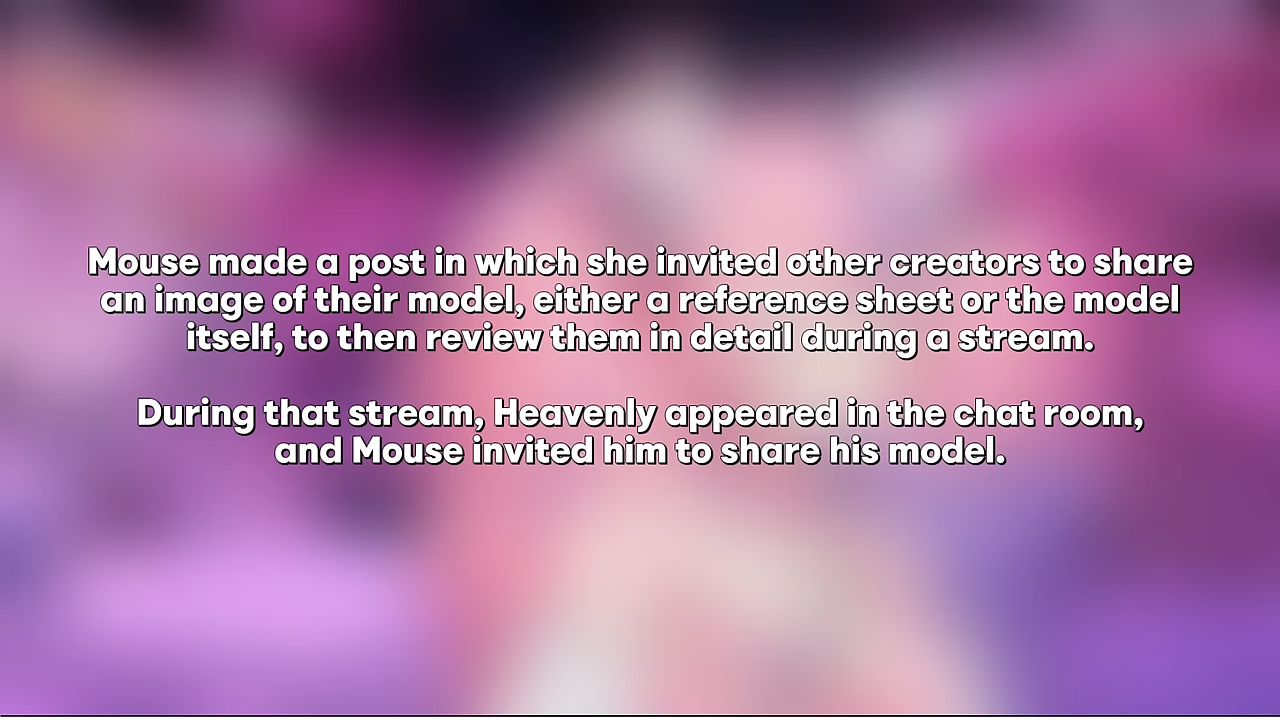 Mouse made a post in which she invited other creators to share
an image of their model, either a reference sheet or the model
itself, to then review them in detail during a stream.
During that stream, Heavenly appeared in the chat room,
and Mouse invited him to share his model.